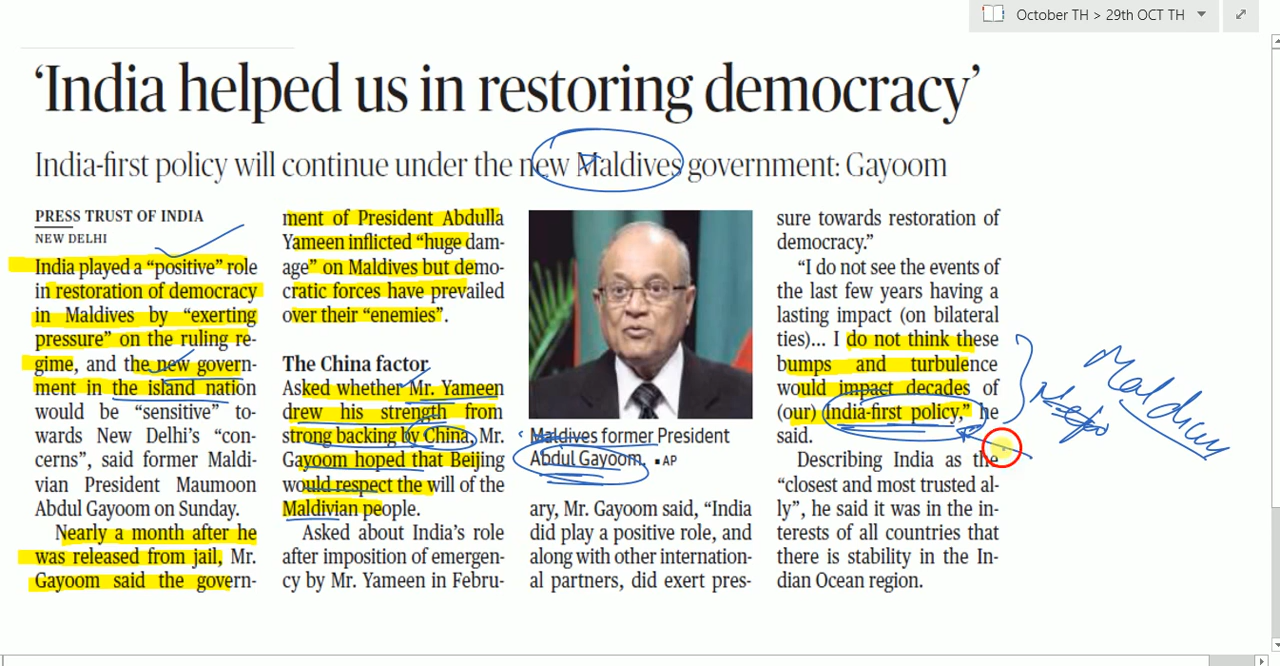 October TH > 29th OCT TH
‘India helped us in restoring democracy’
India-first policy will continue under the new Maldives government: Gayoom
PRESS TRUST OF INDIA
NEW DELHI
India played a “positive” role
in restoration of democracy
in Maldives by “exerting
pressure” on the ruling re-
gime, and the new govern-
ment in the island nation
would be “sensitive” to-
wards New Delhi’s “con-
cerns”, said former Maldi-
vian President Maumoon
Abdul Gayoom on Sunday.
Nearly a month after he
was released from jail, Mr.
Gayoom said the govern-
ment of President Abdulla
Yameen inflicted “huge dam-
age” on Maldives but demo-
cratic forces have prevailed
over their “enemies”.
The China factor
Asked whether Mr. Yameen
drew his strength from
strong backing by China, Mr.
Gayoom hoped that Beijing
would respect the will of the
Maldivian people.
Asked about India’s role
after imposition of emergen-
cy by Mr. Yameen in Febru-
Maldives former President
Abdul Gayoom. ■ AP
ary, Mr. Gayoom said, “India
did play a positive role, and
along with other internation-
al partners, did exert pres-
sure towards restoration of
democracy.”
“I do not see the events of
the last few years having a
lasting impact (on bilateral
ties)... I do not think these
bumps and turbulence
would impact decades of
(our) India-first policy,” he
said.
Describing India as the
“closest and most trusted al-
ly”, he said it was in the in-
terests of all countries that
there is stability in the In-
dian Ocean region.